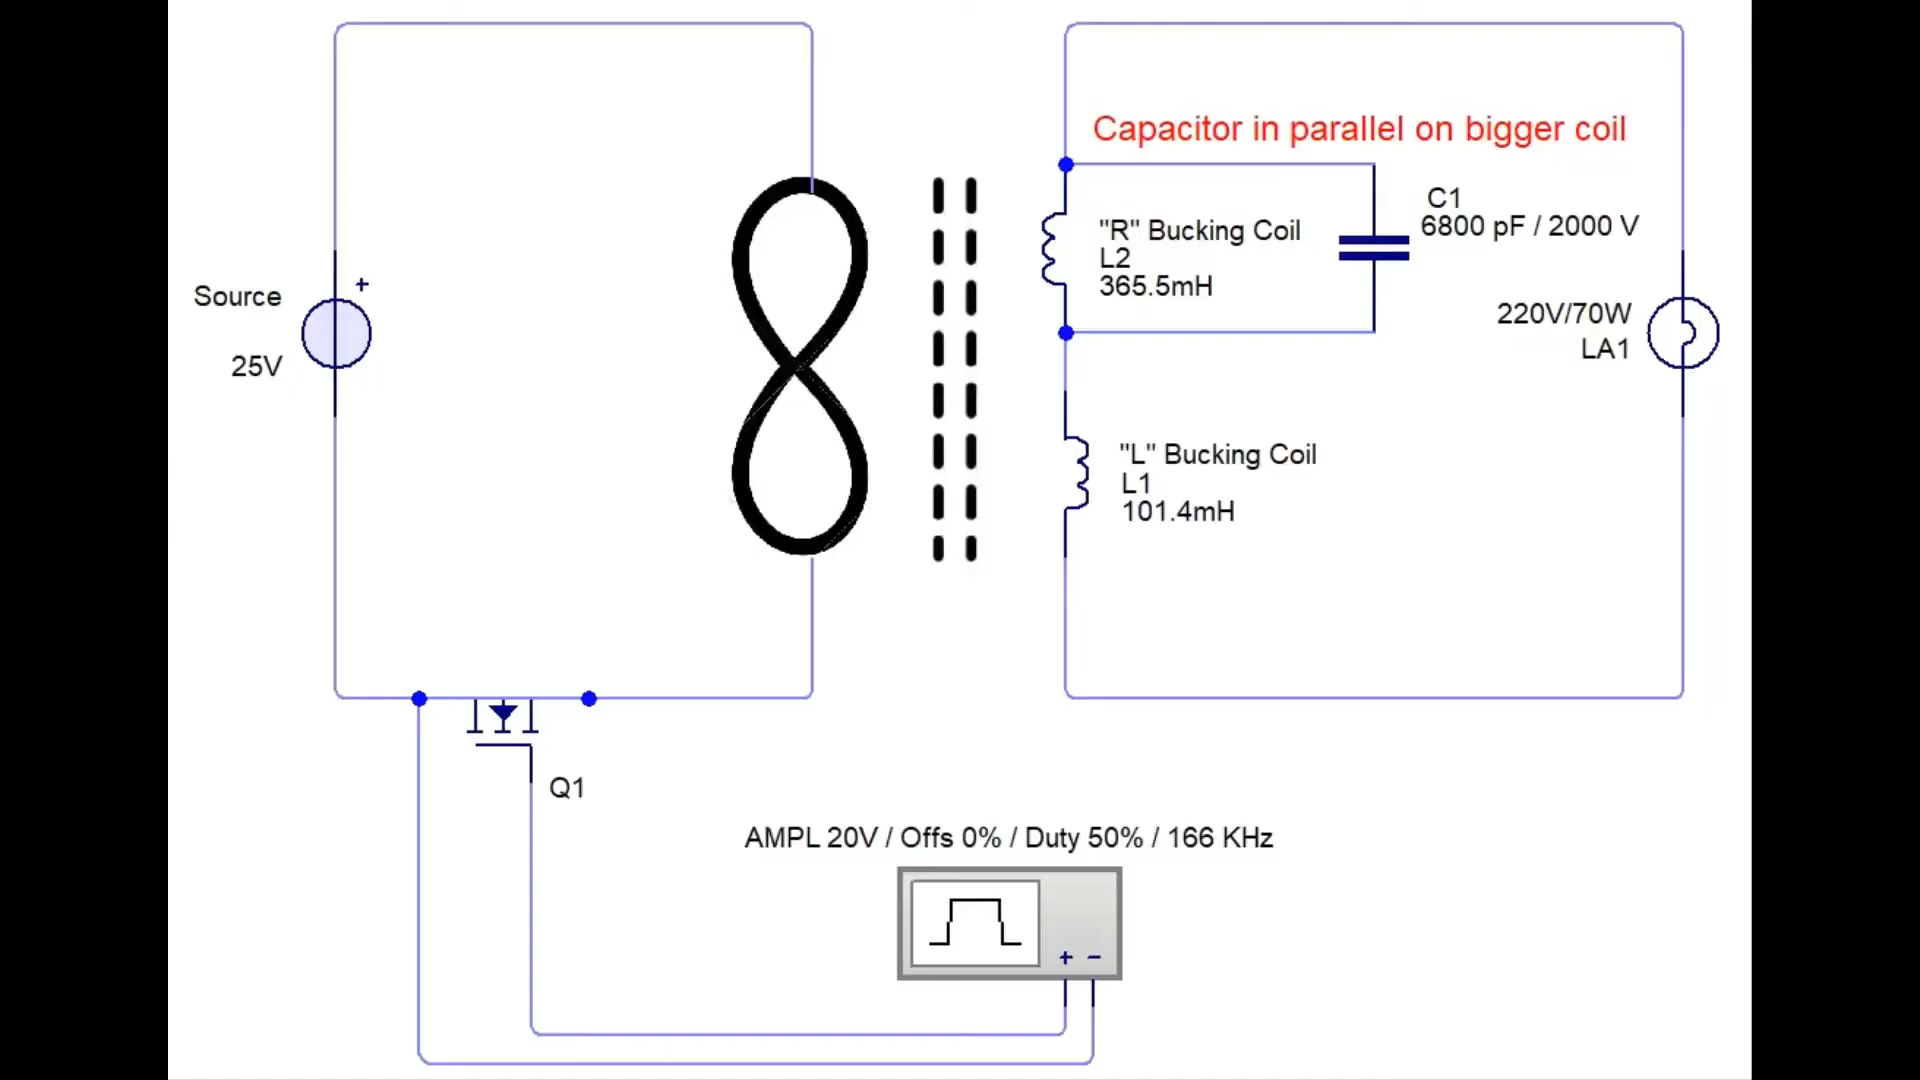 Capacitor in parallel on bigger coil
C1
6800 pF / 2000 V
"R" Bucking Coil
L2
365.5mH
+
Source
25V
220V/70W
LA1
"L" Bucking Coil
L1
101.4mH
Q1
AMPL 20V / Offs 0% / Duty 50% / 166 KHz
+ −